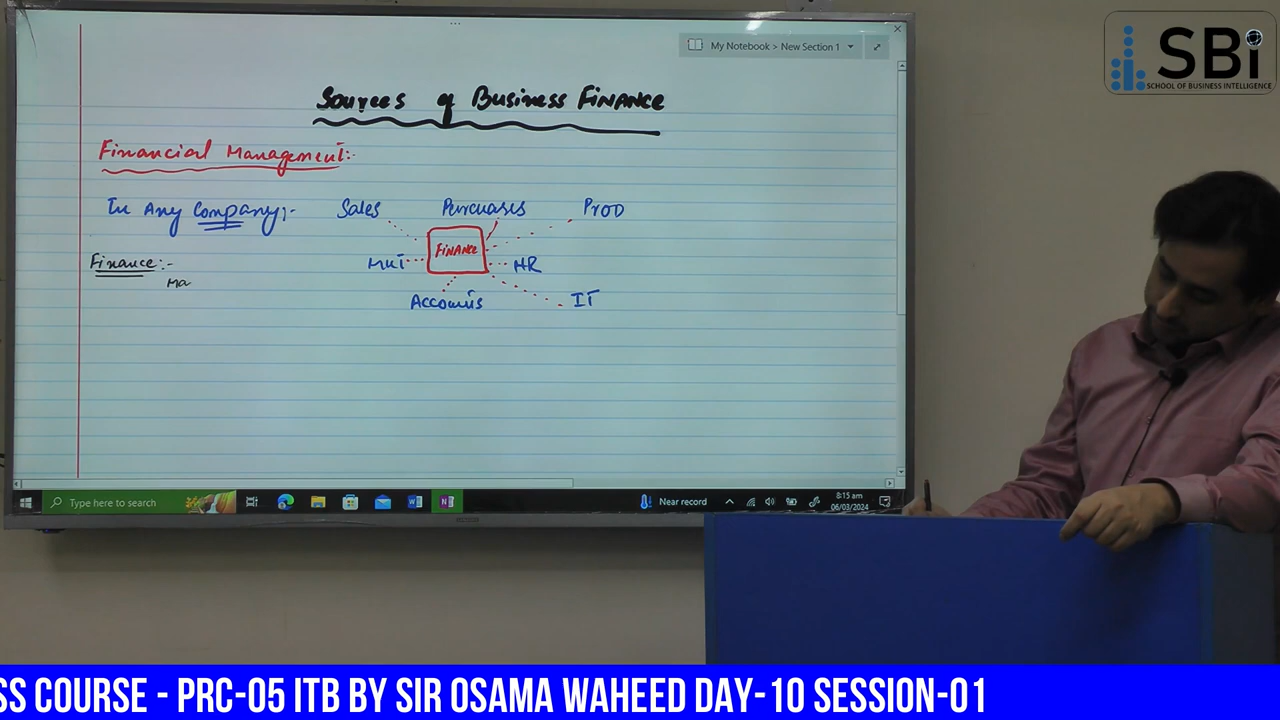 My Notebook > New Section 1
SBi
SCHOOL OF BUSINESS INTELLIGENCE
Sources of Business Finance
Financial Management:-
In Any Company:-
Sales
Purchases
Prod
Finance:-
Ma
Finance
Mkt
HR
Accounts
IT
Type here to search
Near record
8:15 am
06/03/2024
SS COURSE - PRC-05 ITB BY SIR OSAMA WAHEED DAY-10 SESSION-01